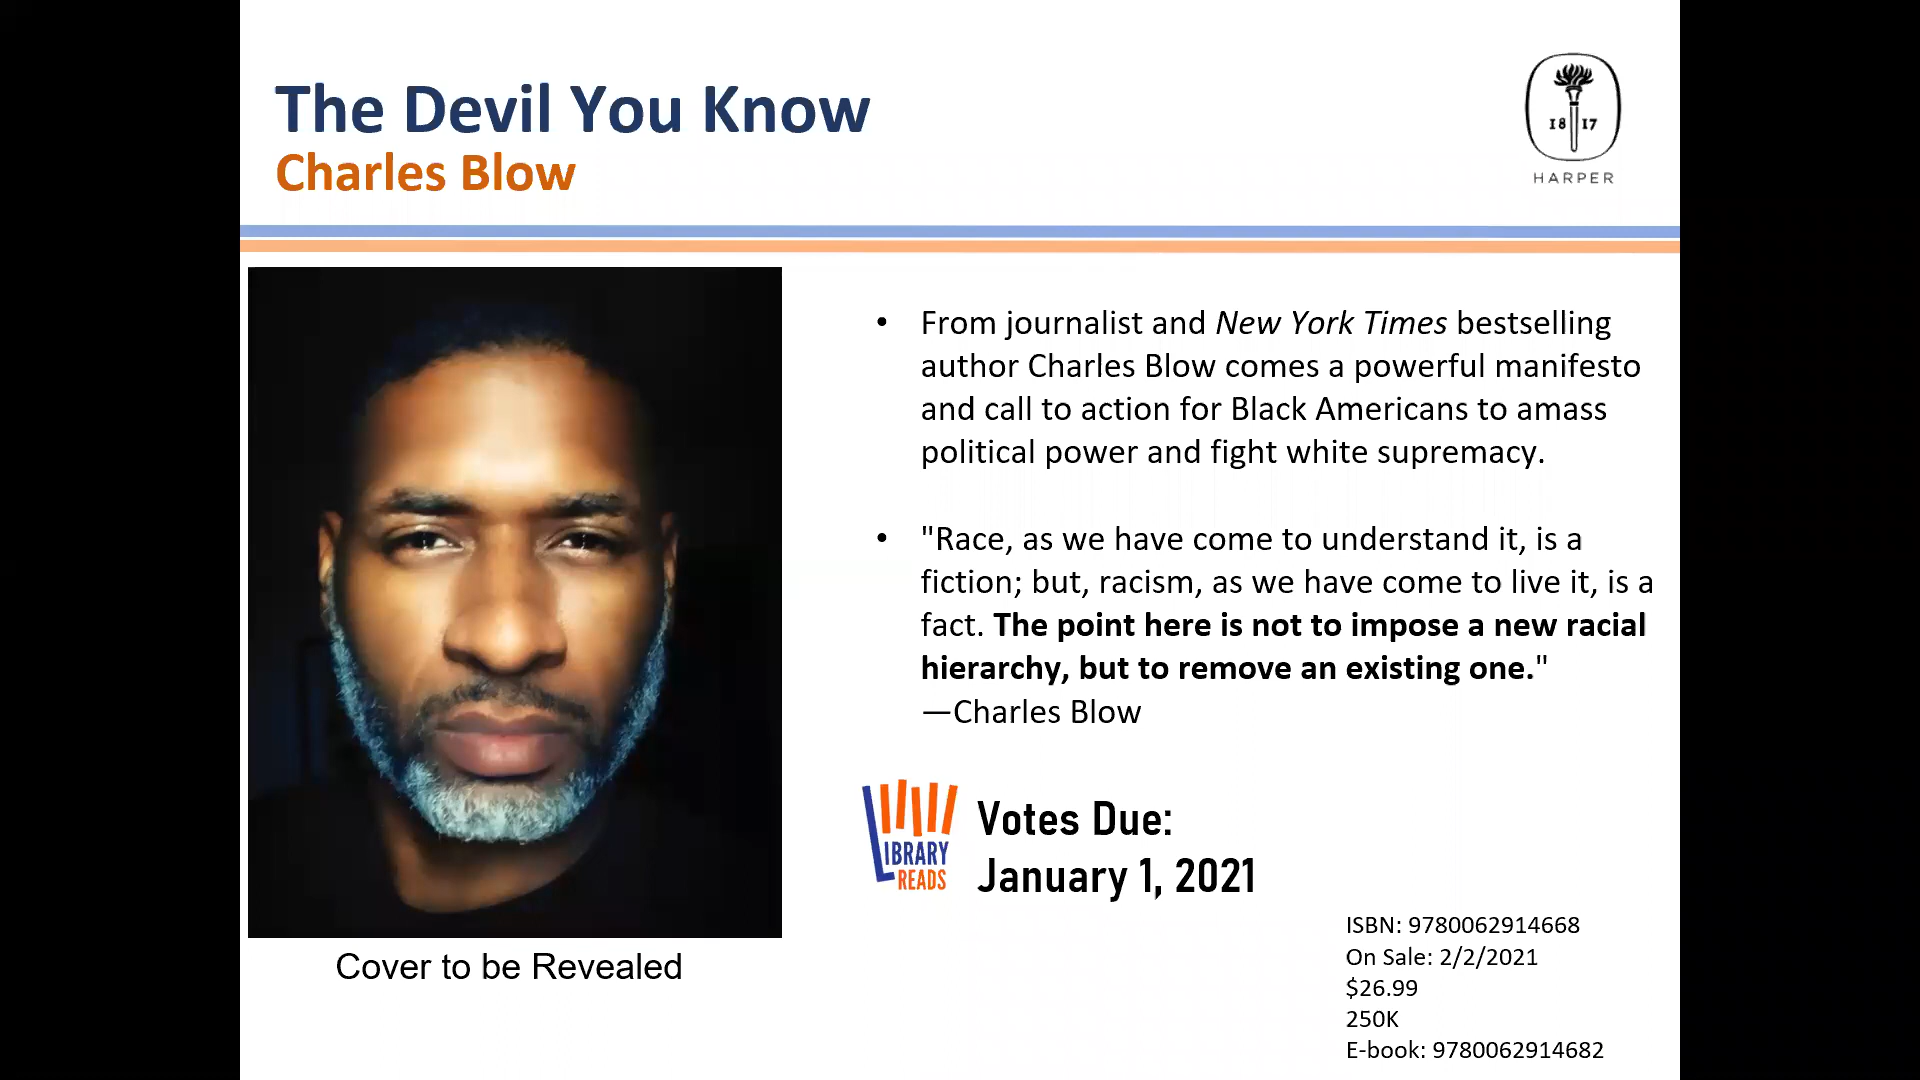 The Devil You Know
Charles Blow
18 17
HARPER
• From journalist and New York Times bestselling
author Charles Blow comes a powerful manifesto
and call to action for Black Americans to amass
political power and fight white supremacy.
• "Race, as we have come to understand it, is a
fiction; but, racism, as we have come to live it, is a
fact. The point here is not to impose a new racial
hierarchy, but to remove an existing one."
—Charles Blow
LIBRARY
READS
Votes Due:
January 1, 2021
Cover to be Revealed
ISBN: 9780062914668
On Sale: 2/2/2021
$26.99
250K
E-book: 9780062914682